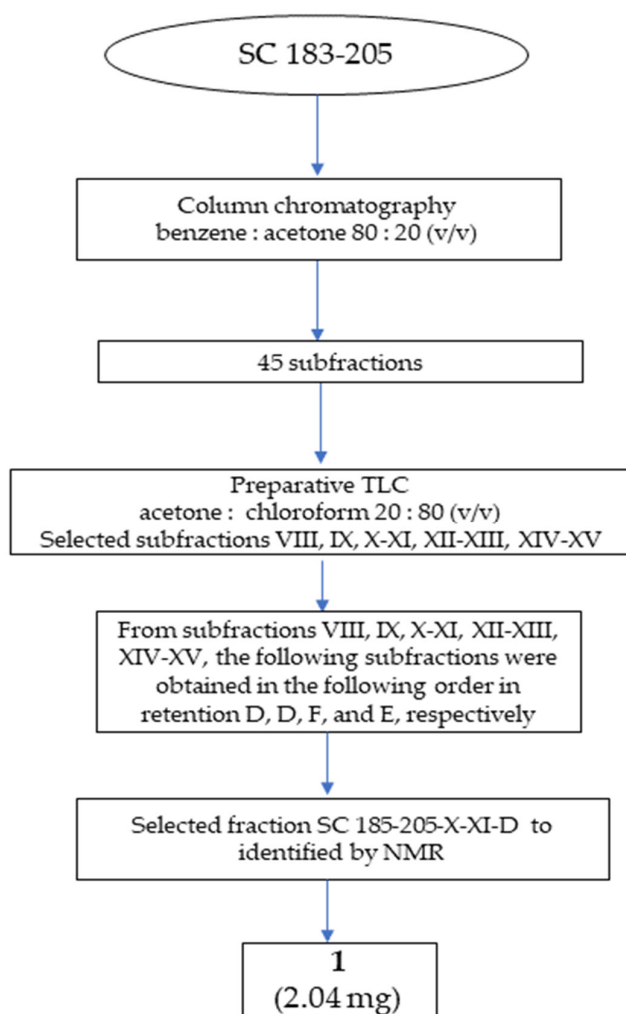 SC 183-205
Column chromatography
benzene : acetone 80 : 20 (v/v)
45 subfractions
Preparative TLC
acetone :  chloroform 20 : 80 (v/v)
Selected subfractions VIII, IX, X-XI, XII-XIII, XIV-XV
From subfractions VIII, IX, X-XI, XII-XIII,
XIV-XV, the following subfractions were
obtained in the following order in
retention D, D, F, and E, respectively
Selected fraction SC 185-205-X-XI-D  to
identified by NMR
1
(2.04 mg)